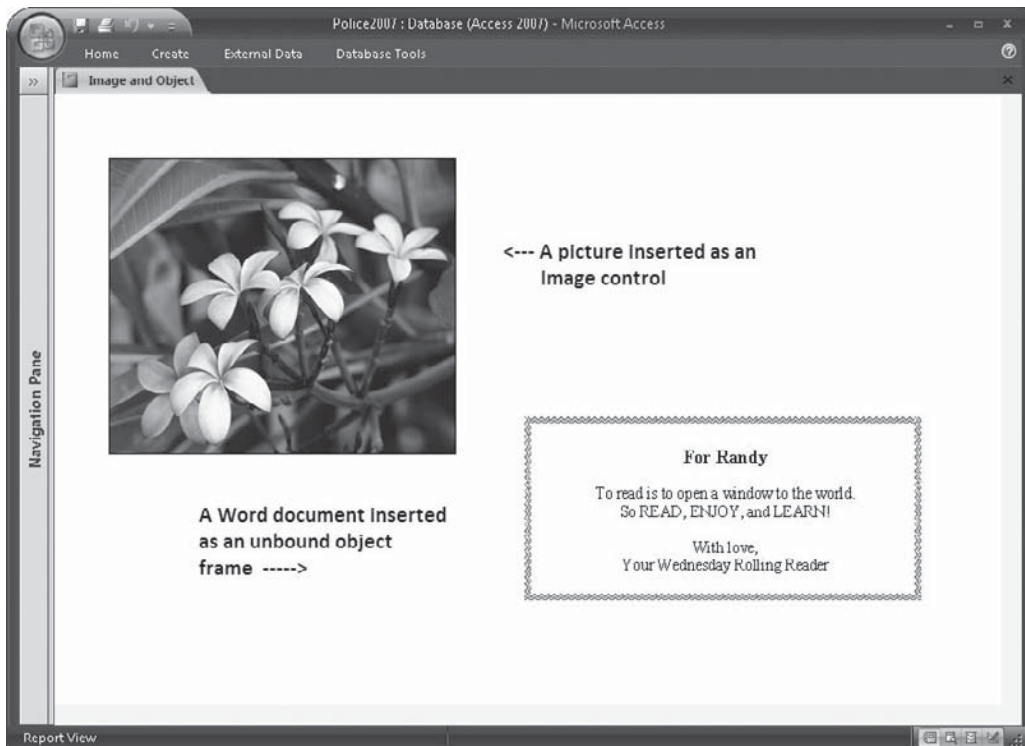 Police2007 : Database (Access 2007) - Microsoft Access
Home Create External Data Database Tools
Image and Object
Navigation Pane
<--- A picture inserted as an
Image control
A Word document inserted
as an unbound object
frame ----->
For Randy
To read is to open a window to the world.
So READ, ENJOY, and LEARN!
With love,
Your Wednesday Rolling Reader
Report View